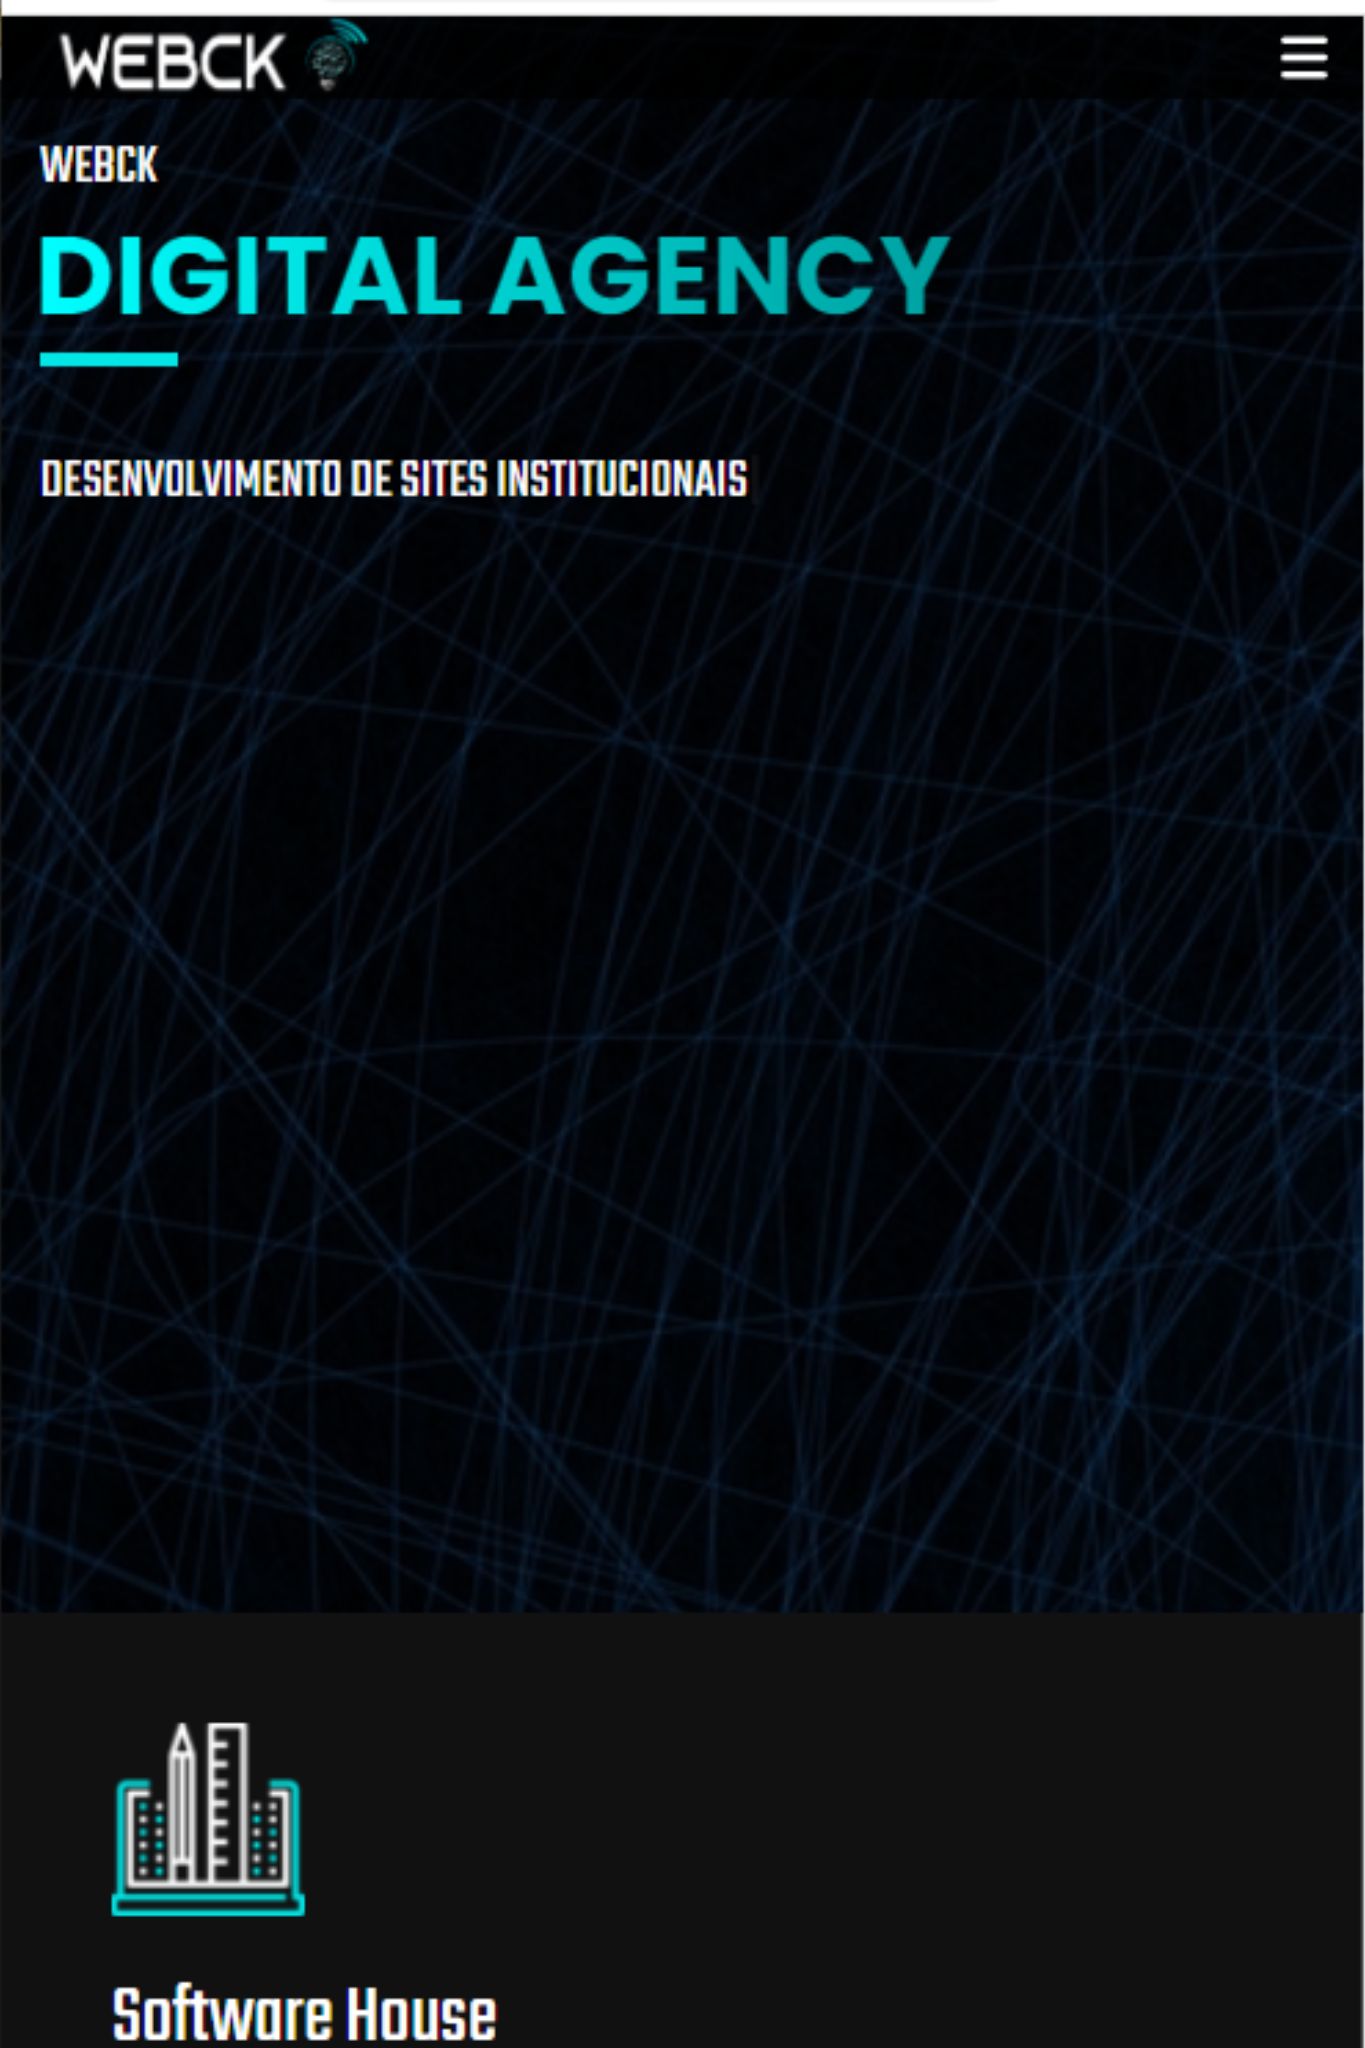 WEBCK
WEBCK
DIGITAL AGENCY
DESENVOLVIMENTO DE SITES INSTITUCIONAIS
Software House